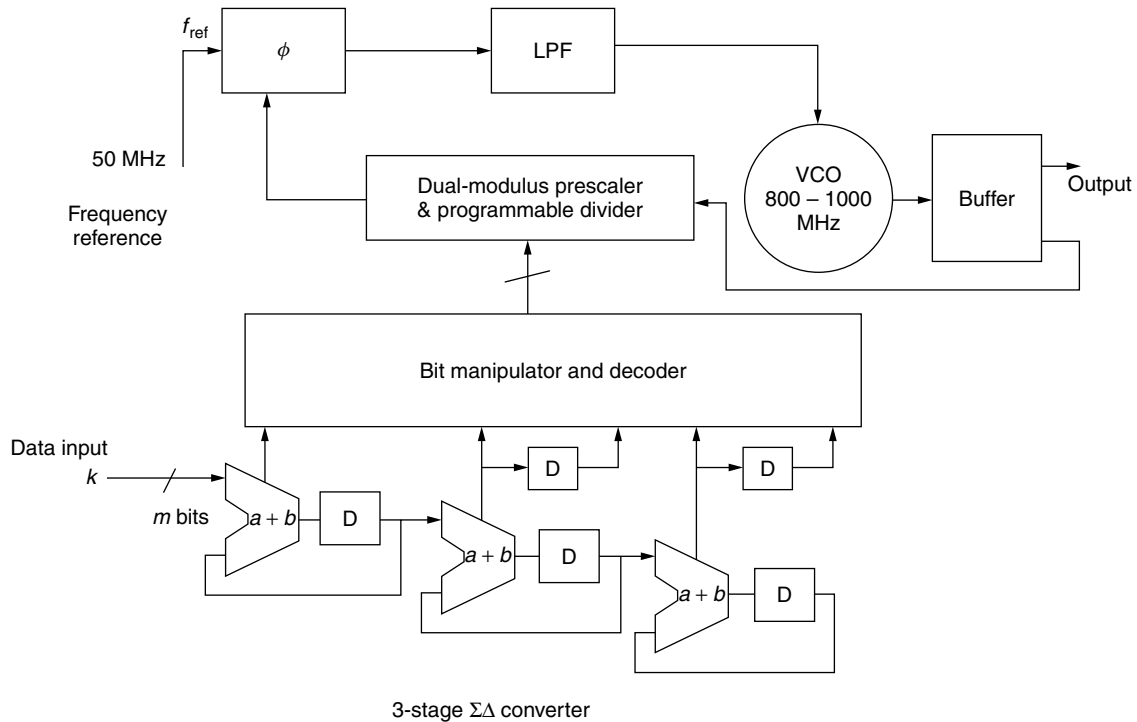 f_ref
ϕ
LPF
50 MHz
Frequency
reference
Dual-modulus prescaler
& programmable divider
VCO
800 – 1000
MHz
Buffer
Output
Bit manipulator and decoder
Data input
k
m bits
a + b
D
D
a + b
D
D
a + b
D
3-stage ΣΔ converter